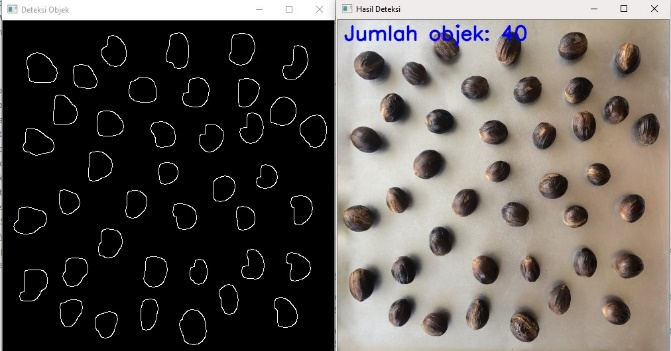 Deteksi Objek
Hasil Deteksi
Jumlah objek: 40